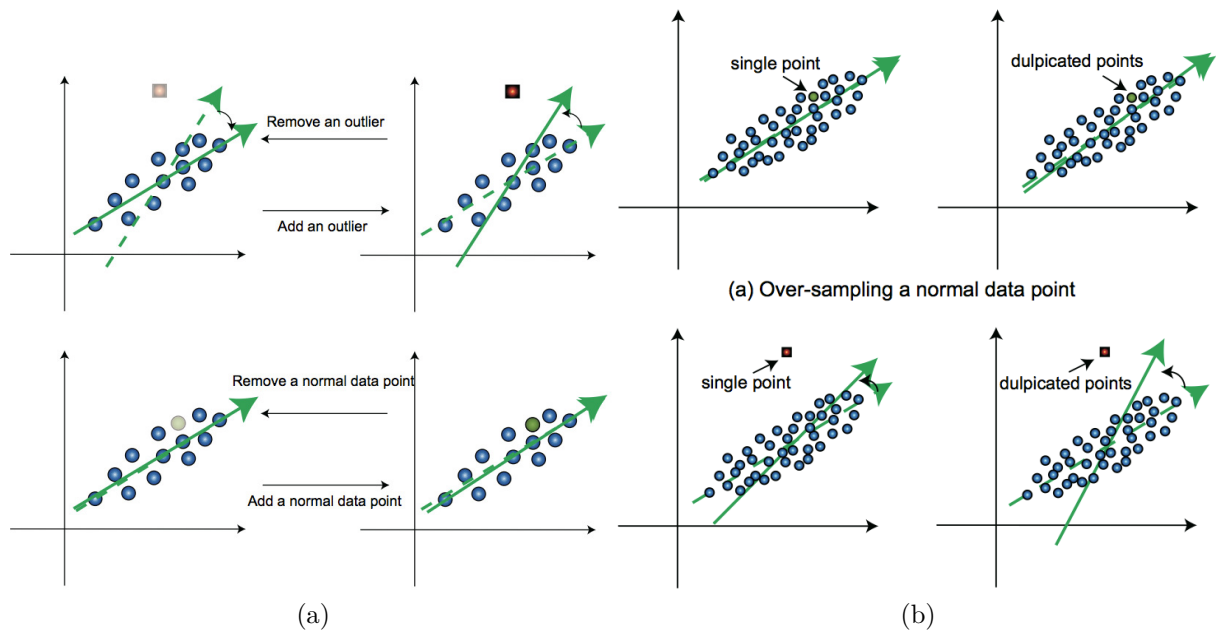 Remove an outlier
Add an outlier
Remove a normal data point
Add a normal data point
(a)
single point
dulpicated points
(a) Over-sampling a normal data point
single point
dulpicated points
(b)